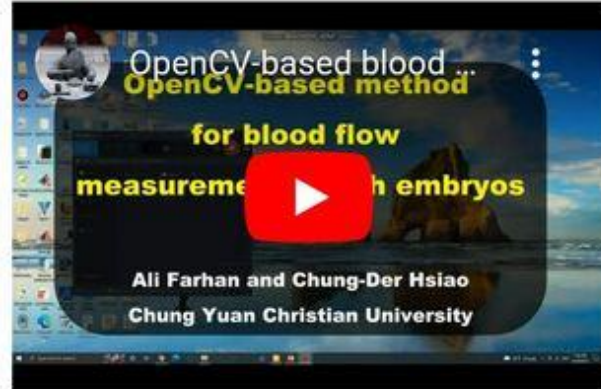 OpenCV-based blood ...
OpenCV-based method
for blood flow
measureme h embryos
Ali Farhan and Chung-Der Hsiao
Chung Yuan Christian University